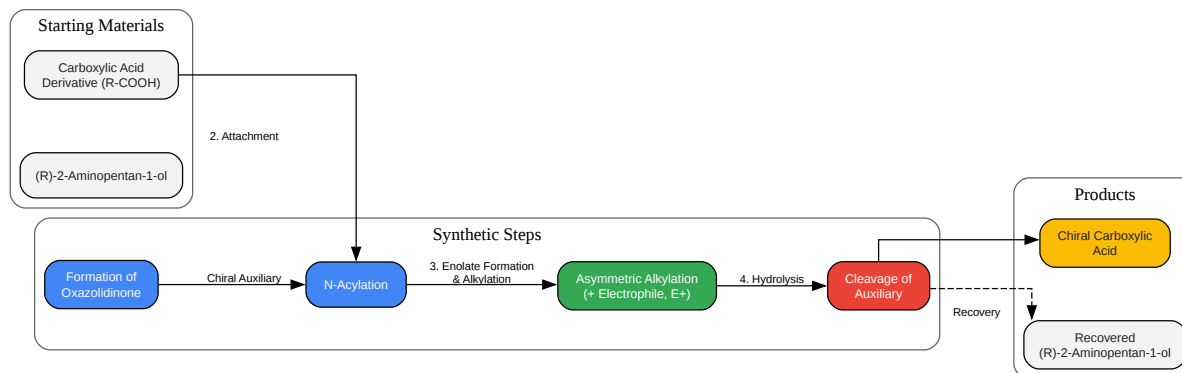 Starting Materials
Carboxylic Acid
Derivative (R-COOH)
2. Attachment
(R)-2-Aminopentan-1-ol
Synthetic Steps
Formation of
Oxazolidinone
Chiral Auxiliary
N-Acylation
3. Enolate Formation
& Alkylation
Asymmetric Alkylation
(+ Electrophile, E+)
4. Hydrolysis
Cleavage of
Auxiliary
Recovery
Products
Chiral Carboxylic
Acid
Recovered
(R)-2-Aminopentan-1-ol